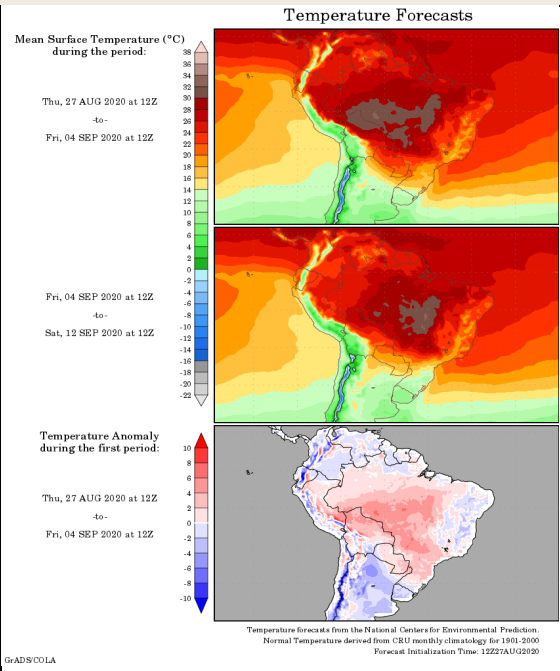 Temperature Forecasts
Mean Surface Temperature (°C)
during the period:
Thu, 27 AUG 2020 at 12Z
-to-
Fri, 04 SEP 2020 at 12Z
38
36
34
32
30
28
26
24
22
20
18
16
14
12
10
8
6
4
2
0
-2
-4
-6
-8
-10
-12
-14
-16
-18
-20
-22
Fri, 04 SEP 2020 at 12Z
-to-
Sat, 12 SEP 2020 at 12Z
Temperature Anomaly
during the first period:
Thu, 27 AUG 2020 at 12Z
-to-
Fri, 04 SEP 2020 at 12Z
10
8
6
4
2
0
-2
-4
-6
-8
-10
Temperature forecasts from the National Centers for Environmental Prediction.
Normal Temperature derived from CRU monthly climatology for 1901-2000
Forecast Initialization Time: 12Z27AUG2020
GrADS/COLA